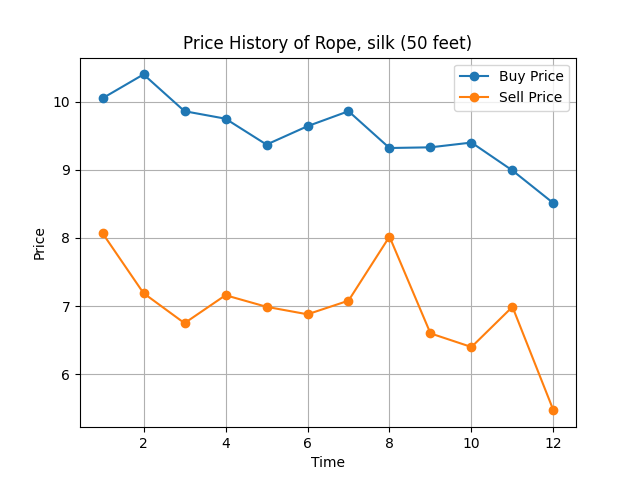 Price History of Rope, silk (50 feet)
Buy Price
Sell Price
10
9
8
7
6
Price
2 4 6 8 10 12
Time